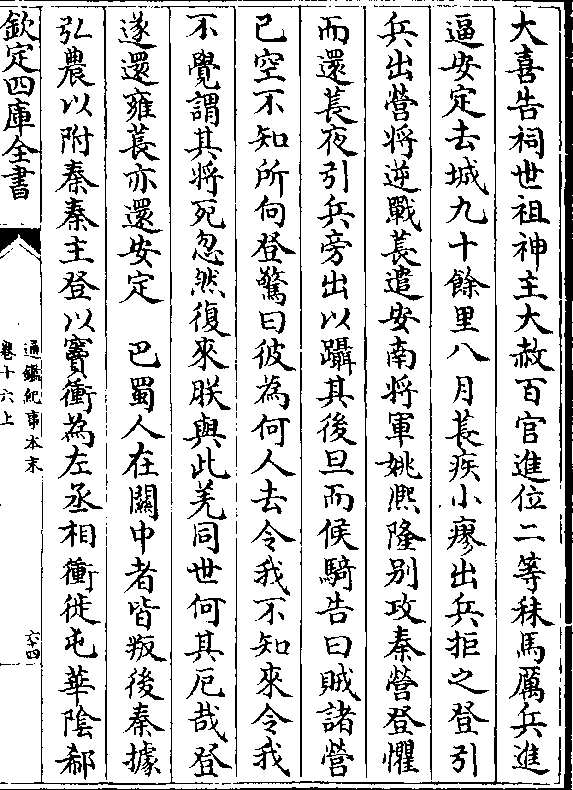 大喜告祠世祖神主大赦百官進位二等秣馬厲兵進
逼安定去城九十餘里八月萇疾小瘳出兵拒之登引
兵出營將逆戰萇遣安南將軍姚熙隆别攻秦營登懼
而還萇夜引兵旁出以躡其後旦而候騎告曰賊諸營
已空不知所向登驚曰彼為何人去令我不知來令我
不覺謂其將死忽然復來朕與此羌同世何其厄哉登
遂還雍萇亦還安定　巴蜀人在關中者皆叛後秦據
弘農以附秦秦主登以竇衝為左丞相衝徙屯華陰郗
欽定四庫全書
通鑑紀事本末
卷十六上
六十四